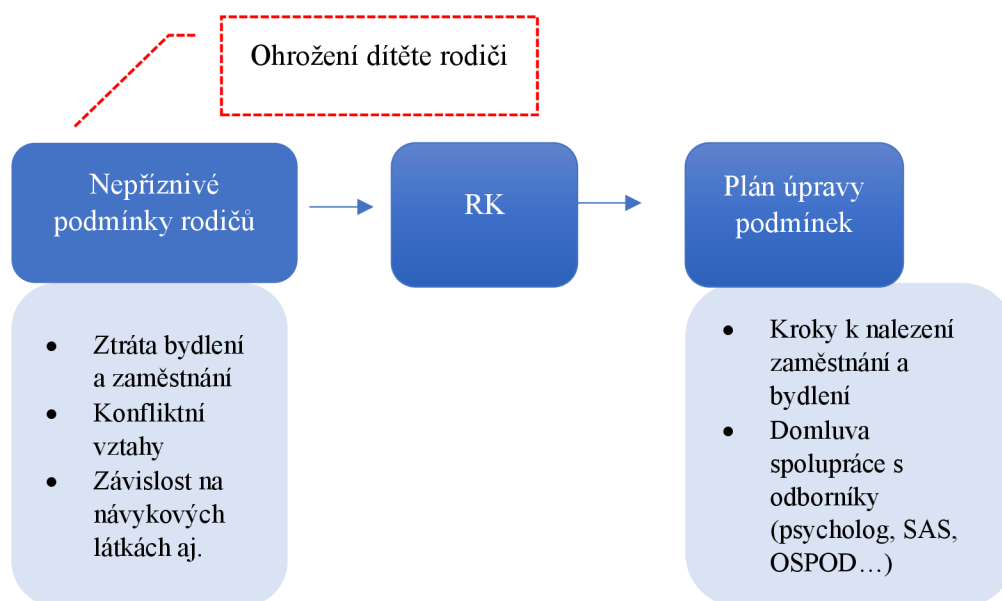 Ohrožení dítěte rodiči
Nepříznivé
podmínky rodičů
RK
Plán úpravy
podmínek
• Ztráta bydlení
a zaměstnání
• Konfliktní
vztahy
• Závislost na
návykových
látkách aj.
• Kroky k nalezení
zaměstnání a
bydlení
• Domluva
spolupráce s
odborníky
(psycholog, SAS,
OSPOD…)